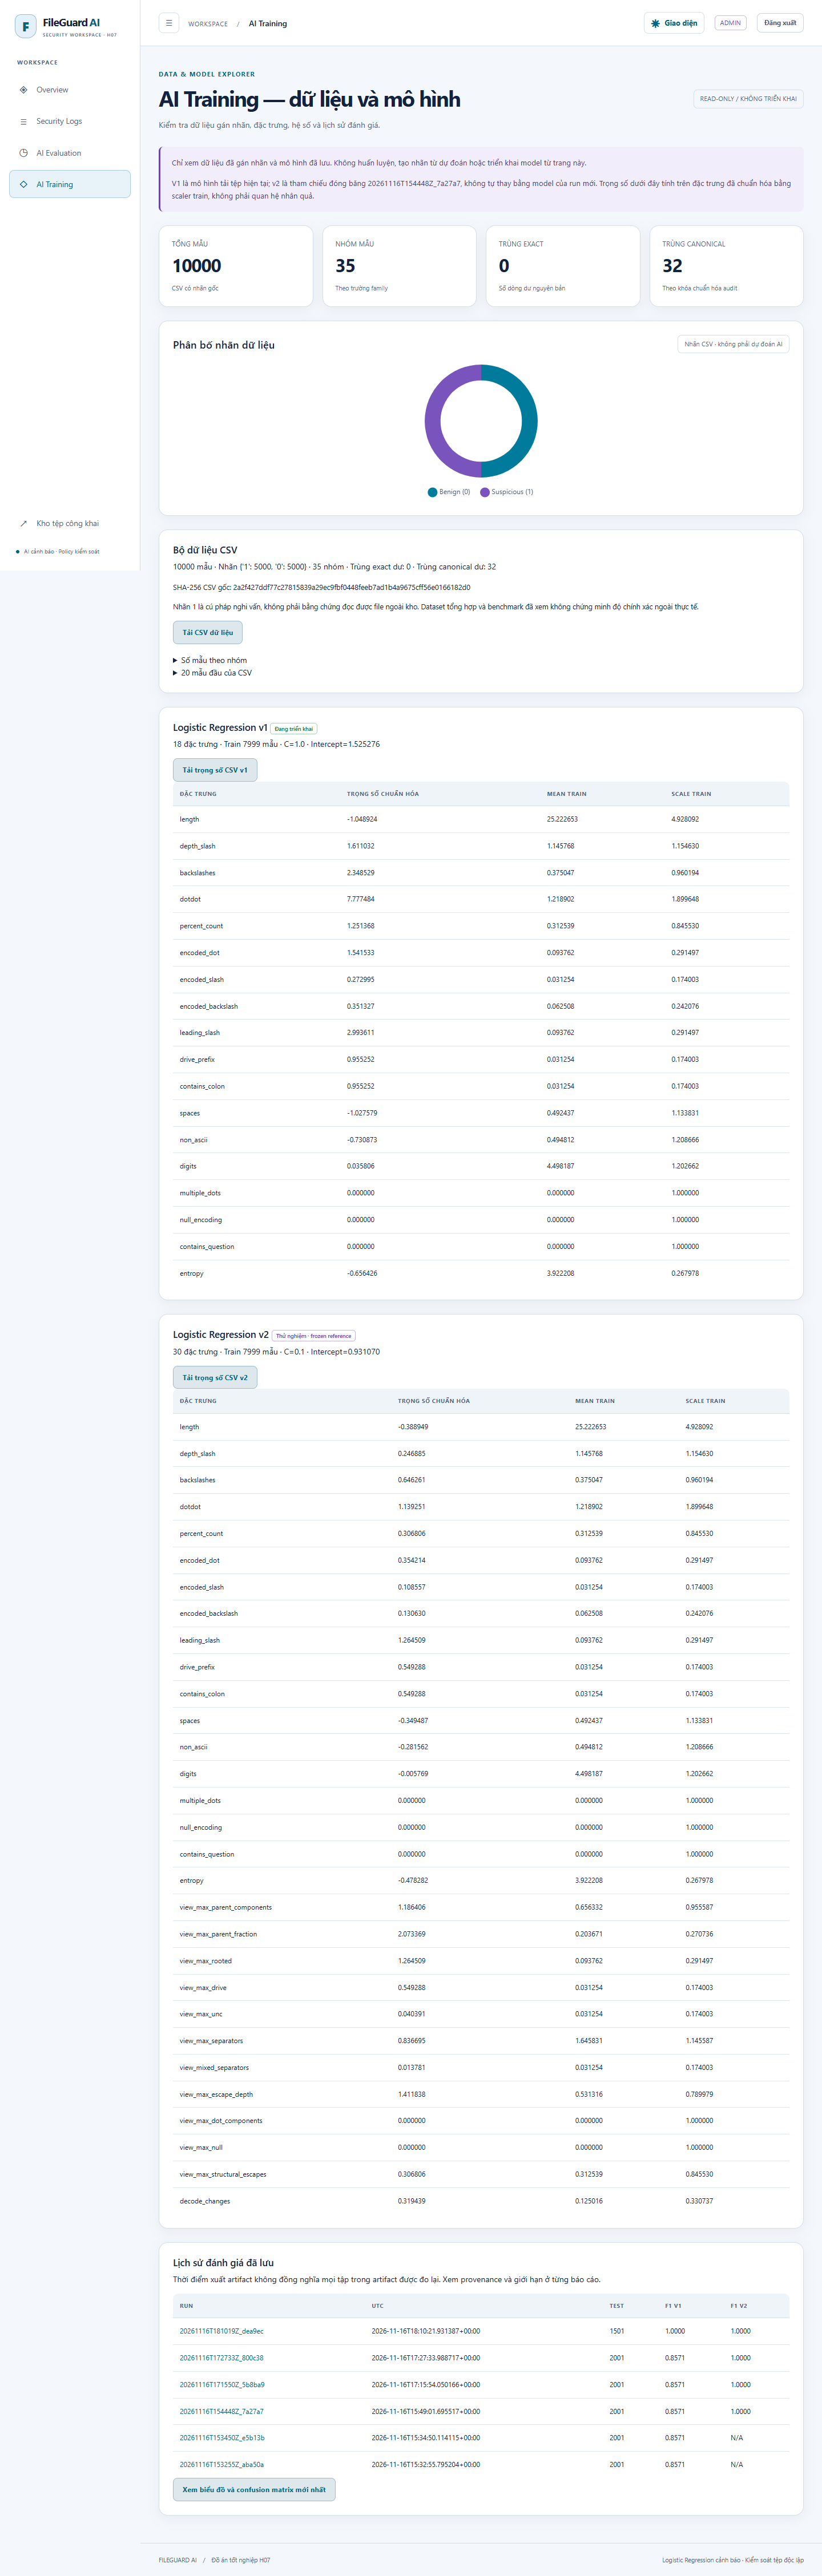 F
FileGuard AI
SECURITY WORKSPACE · H07
WORKSPACE
Overview
Security Logs
AI Evaluation
AI Training
Kho tệp công khai
AI cảnh báo · Policy kiểm soát
WORKSPACE / AI Training
Giao diện
ADMIN
Đăng xuất
DATA & MODEL EXPLORER
AI Training — dữ liệu và mô hình
READ-ONLY / KHÔNG TRIỂN KHAI
Kiểm tra dữ liệu gán nhãn, đặc trưng, hệ số và lịch sử đánh giá.
Chỉ xem dữ liệu đã gán nhãn và mô hình đã lưu. Không huấn luyện, tạo nhãn từ dự đoán hoặc triển khai model từ trang này.
V1 là mô hình tải tệp hiện tại; v2 là tham chiếu đóng băng 20261116T154448Z_7a27a7, không tự thay bằng model của run mới. Trọng số dưới đây tính trên đặc trưng đã chuẩn hóa bằng
scaler train, không phải quan hệ nhân quả.
TỔNG MẪU
10000
CSV có nhãn gốc
NHÓM MẪU
35
Theo trường family
TRÙNG EXACT
0
Số dòng dư nguyên bản
TRÙNG CANONICAL
32
Theo khóa chuẩn hóa audit
Phân bố nhãn dữ liệu
Nhãn CSV · không phải dự đoán AI
Benign (0)
Suspicious (1)
Bộ dữ liệu CSV
10000 mẫu · Nhãn {'1': 5000, '0': 5000} · 35 nhóm · Trùng exact dư: 0 · Trùng canonical dư: 32
SHA-256 CSV gốc: 2a2f427ddf77c27815839a29ec9fbf0448feeb7ad1b4a9675cff56e0166182d0
Nhãn 1 là cú pháp nghi vấn, không phải bằng chứng đọc được file ngoài kho. Dataset tổng hợp và benchmark đã xem không chứng minh độ chính xác ngoài thực tế.
Tải CSV dữ liệu
▶ Số mẫu theo nhóm
▶ 20 mẫu đầu của CSV
Logistic Regression v1 Đang triển khai
18 đặc trưng · Train 7999 mẫu · C=1.0 · Intercept=1.525276
Tải trọng số CSV v1
ĐẶC TRƯNG TRỌNG SỐ CHUẨN HÓA MEAN TRAIN SCALE TRAIN
length -1.048924 25.222653 4.928092
depth_slash 1.611032 1.145768 1.154630
backslashes 2.348529 0.375047 0.960194
dotdot 7.777484 1.218902 1.899648
percent_count 1.251368 0.312539 0.845530
encoded_dot 1.541533 0.093762 0.291497
encoded_slash 0.272995 0.031254 0.174003
encoded_backslash 0.351327 0.062508 0.242076
leading_slash 2.993611 0.093762 0.291497
drive_prefix 0.955252 0.031254 0.174003
contains_colon 0.955252 0.031254 0.174003
spaces -1.027579 0.492437 1.133831
non_ascii -0.730873 0.494812 1.208666
digits 0.035806 4.498187 1.202662
multiple_dots 0.000000 0.000000 1.000000
null_encoding 0.000000 0.000000 1.000000
contains_question 0.000000 0.000000 1.000000
entropy -0.656426 3.922208 0.267978
Logistic Regression v2 Thử nghiệm · frozen reference
30 đặc trưng · Train 7999 mẫu · C=0.1 · Intercept=0.931070
Tải trọng số CSV v2
ĐẶC TRƯNG TRỌNG SỐ CHUẨN HÓA MEAN TRAIN SCALE TRAIN
length -0.388949 25.222653 4.928092
depth_slash 0.246885 1.145768 1.154630
backslashes 0.646261 0.375047 0.960194
dotdot 1.139251 1.218902 1.899648
percent_count 0.306806 0.312539 0.845530
encoded_dot 0.354214 0.093762 0.291497
encoded_slash 0.108557 0.031254 0.174003
encoded_backslash 0.130630 0.062508 0.242076
leading_slash 1.264509 0.093762 0.291497
drive_prefix 0.549288 0.031254 0.174003
contains_colon 0.549288 0.031254 0.174003
spaces -0.349487 0.492437 1.133831
non_ascii -0.281562 0.494812 1.208666
digits -0.005769 4.498187 1.202662
multiple_dots 0.000000 0.000000 1.000000
null_encoding 0.000000 0.000000 1.000000
contains_question 0.000000 0.000000 1.000000
entropy -0.478282 3.922208 0.267978
view_max_parent_components 1.186406 0.656332 0.955587
view_max_parent_fraction 2.073369 0.203671 0.270736
view_max_rooted 1.264509 0.093762 0.291497
view_max_drive 0.549288 0.031254 0.174003
view_max_unc 0.040391 0.031254 0.174003
view_max_separators 0.836695 1.645831 1.145587
view_mixed_separators 0.013781 0.031254 0.174003
view_max_escape_depth 1.411838 0.531316 0.789979
view_max_dot_components 0.000000 0.000000 1.000000
view_max_null 0.000000 0.000000 1.000000
view_max_structural_escapes 0.306806 0.312539 0.845530
decode_changes 0.319439 0.125016 0.330737
Lịch sử đánh giá đã lưu
Thời điểm xuất artifact không đồng nghĩa mọi tập trong artifact được đo lại. Xem provenance và giới hạn ở từng báo cáo.
RUN UTC TEST F1 V1 F1 V2
20261116T181019Z_dea9ec 2026-11-16T18:10:21.931387+00:00 1501 1.0000 1.0000
20261116T172733Z_800c38 2026-11-16T17:27:33.988717+00:00 2001 0.8571 1.0000
20261116T171550Z_5b8ba9 2026-11-16T17:15:54.050166+00:00 2001 0.8571 1.0000
20261116T154448Z_7a27a7 2026-11-16T15:49:01.695517+00:00 2001 0.8571 1.0000
20261116T153450Z_e5b13b 2026-11-16T15:34:50.114115+00:00 2001 0.8571 N/A
20261116T153255Z_aba50a 2026-11-16T15:32:55.795204+00:00 2001 0.8571 N/A
Xem biểu đồ và confusion matrix mới nhất
FILEGUARD AI / Đồ án tốt nghiệp H07
Logistic Regression cảnh báo · Kiểm soát tệp độc lập